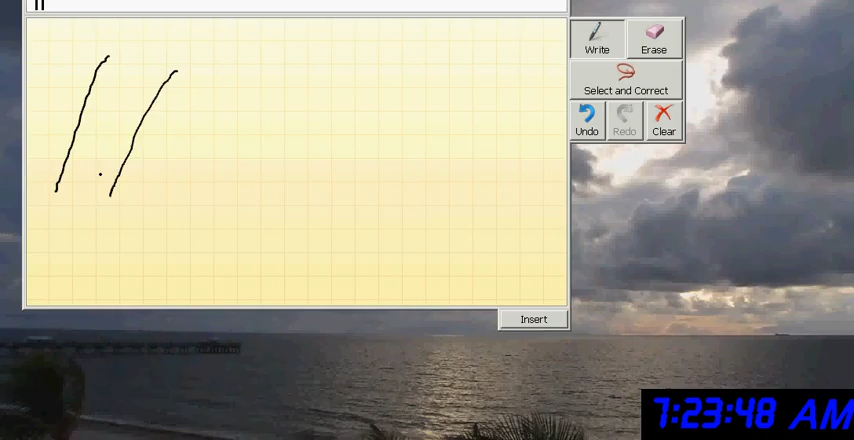 ||
Write
Erase
Select and Correct
Undo
Redo
Clear
Insert
7:23:48 AM